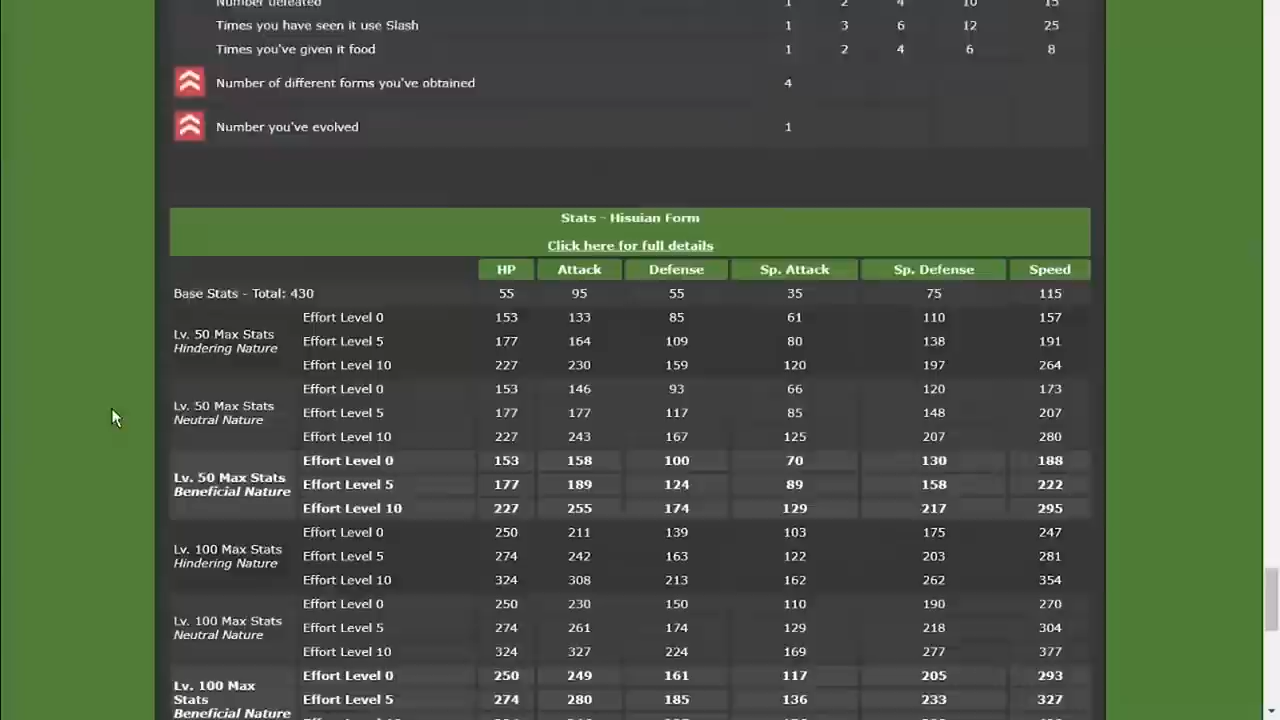 Number defeated 1 2 4 10 15
Times you have seen it use Slash 1 3 6 12 25
Times you've given it food 1 2 4 6 8
Number of different forms you've obtained 4
Number you've evolved 1
Stats - Hisuian Form
Click here for full details
HP Attack Defense Sp. Attack Sp. Defense Speed
Base Stats - Total: 430 55 95 55 35 75 115
Lv. 50 Max Stats
Hindering Nature
Effort Level 0 153 133 85 61 110 157
Effort Level 5 177 164 109 80 138 191
Effort Level 10 227 230 159 120 197 264
Lv. 50 Max Stats
Neutral Nature
Effort Level 0 153 146 93 66 120 173
Effort Level 5 177 177 117 85 148 207
Effort Level 10 227 243 167 125 207 280
Lv. 50 Max Stats
Beneficial Nature
Effort Level 0 153 158 100 70 130 188
Effort Level 5 177 189 124 89 158 222
Effort Level 10 227 255 174 129 217 295
Lv. 100 Max Stats
Hindering Nature
Effort Level 0 250 211 139 103 175 247
Effort Level 5 274 242 163 122 203 281
Effort Level 10 324 308 213 162 262 354
Lv. 100 Max Stats
Neutral Nature
Effort Level 0 250 230 150 110 190 270
Effort Level 5 274 261 174 129 218 304
Effort Level 10 324 327 224 169 277 377
Lv. 100 Max
Stats
Beneficial Nature
Effort Level 0 250 249 161 117 205 293
Effort Level 5 274 280 185 136 233 327